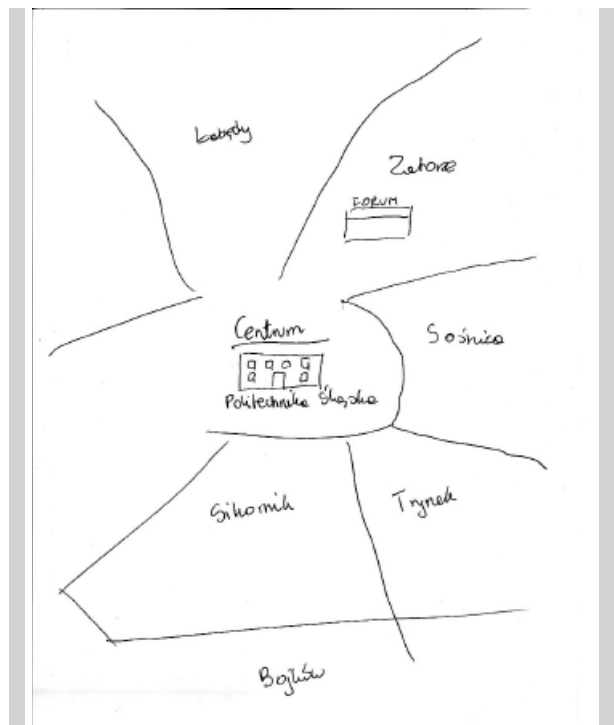 Łabędy
Zatorze
FORUM
Centrum
Sośnica
Politechnika Śląska
Sikornik
Trynek
Bojków